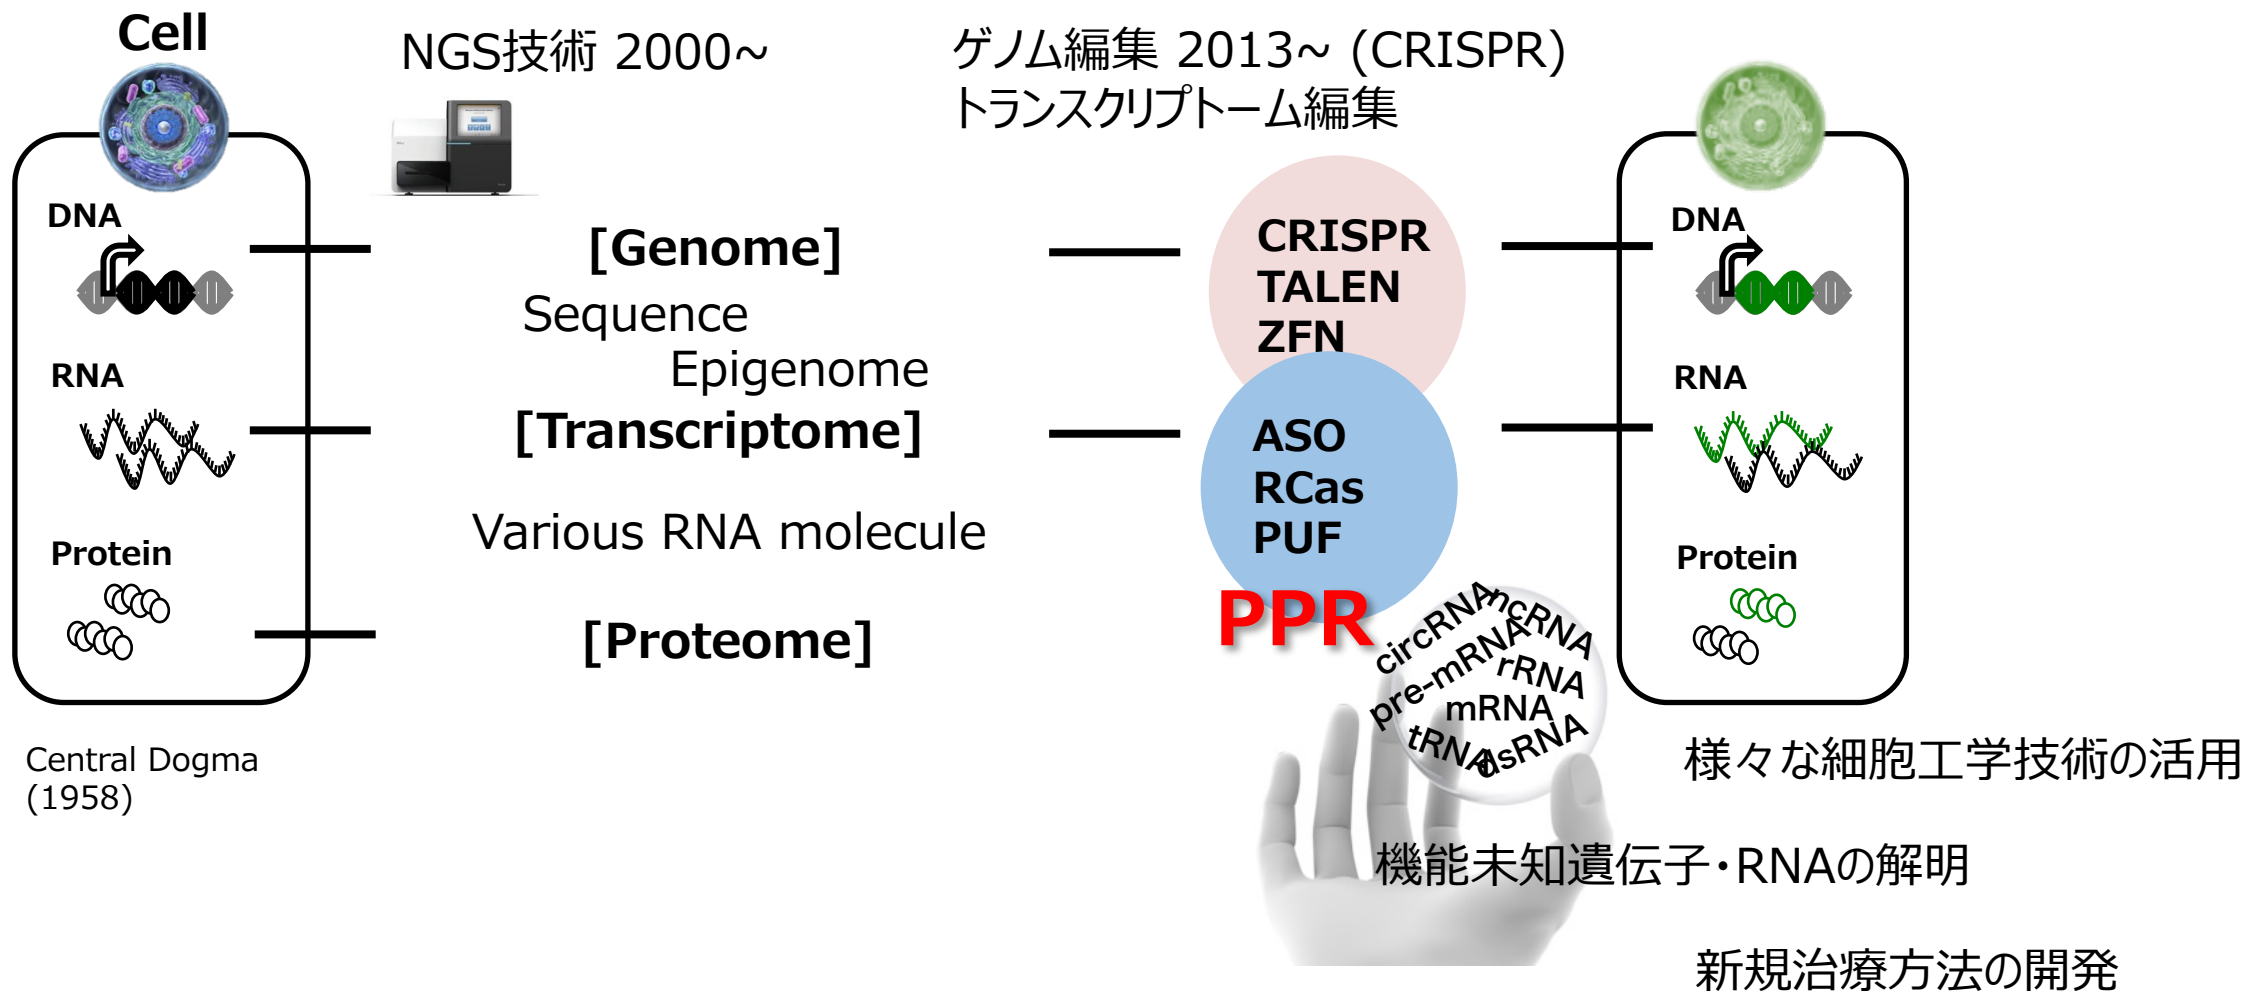 Cell
NGS技術 2000~
ゲノム編集 2013~ (CRISPR)
トランスクリプトーム編集
DNA
RNA
Protein
Central Dogma
(1958)
[Genome]
Sequence
Epigenome
[Transcriptome]
Various RNA molecule
[Proteome]
CRISPR
TALEN
ZFN
ASO
RCas
PUF
PPR
circRNA
ncRNA
pre-mRNA
rRNA
mRNA
tRNA
dsRNA
DNA
RNA
Protein
様々な細胞工学技術の活用
機能未知遺伝子・RNAの解明
新規治療方法の開発